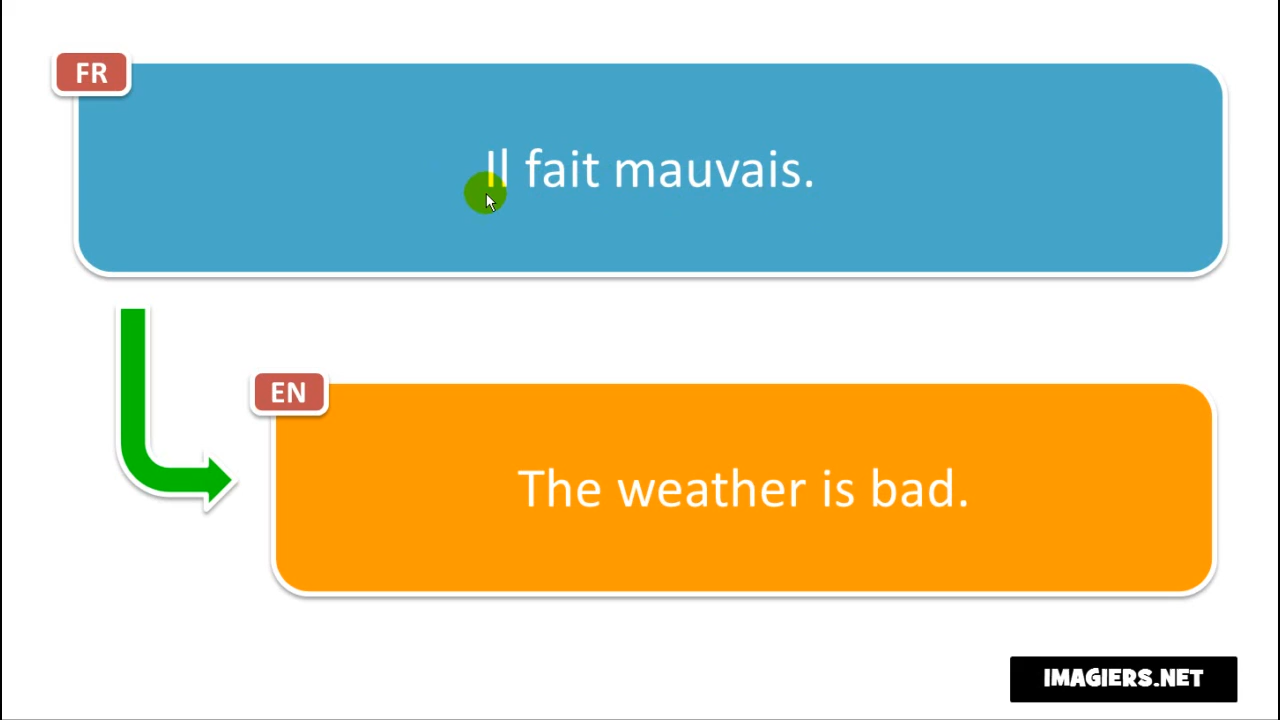 FR
Il fait mauvais.
EN
The weather is bad.
IMAGIERS.NET